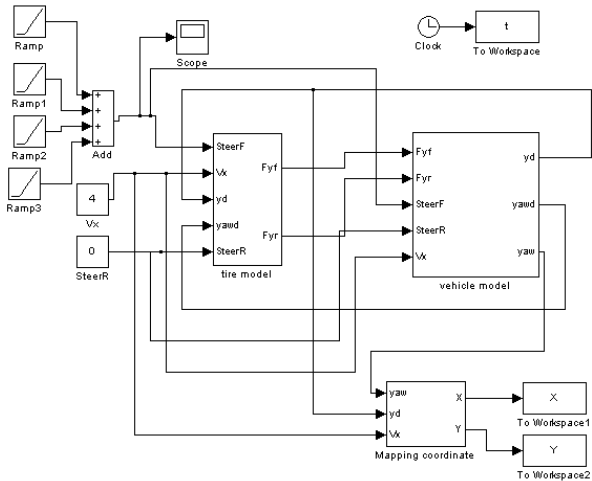 Ramp
Ramp1
Ramp2
Ramp3
+
+
+
+
Add
Scope
Clock
t
To Workspace
4
Vx
0
SteerR
SteerF
Vx
yd
yawd
SteerR
Fyf
Fyr
tire model
Fyf
Fyr
SteerF
SteerR
Vx
yd
yawd
yaw
vehicle model
yaw
yd
Vx
X
Y
Mapping coordinate
X
To Workspace1
Y
To Workspace2